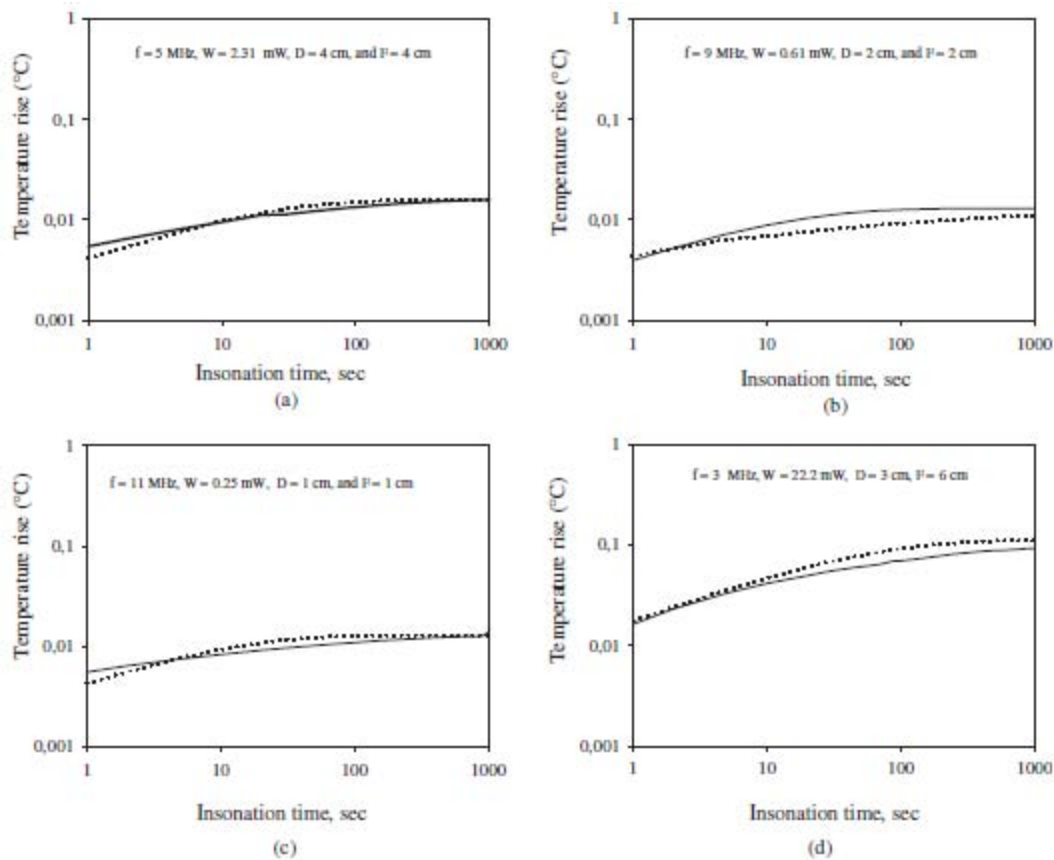 f = 5 MHz, W = 2.31 mW, D = 4 cm, and F = 4 cm
Temperature rise (°C)
1
0,1
0,01
0,001
1 10 100 1000
Insonation time, sec
(a)
f = 9 MHz, W = 0.61 mW, D = 2 cm, and F = 2 cm
Temperature rise (°C)
1
0,1
0,01
0,001
1 10 100 1000
Insonation time, sec
(b)
f = 11 MHz, W = 0.25 mW, D = 1 cm, and F = 1 cm
Temperature rise (°C)
1
0,1
0,01
0,001
1 10 100 1000
Insonation time, sec
(c)
f = 3 MHz, W = 22.2 mW, D = 3 cm, F = 6 cm
Temperature rise (°C)
1
0,1
0,01
0,001
1 10 100 1000
Insonation time, sec
(d)